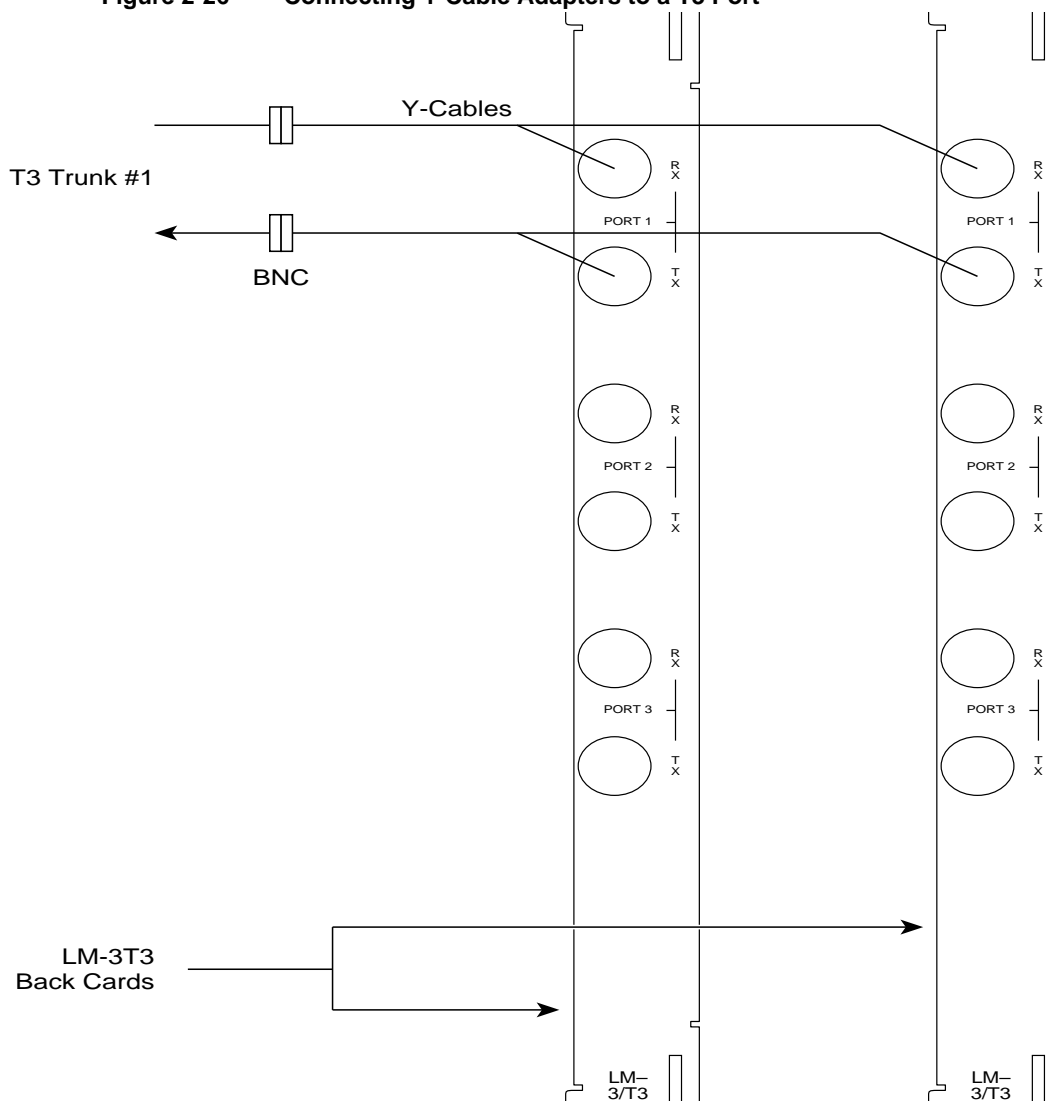 Figure 2-20 Connecting Y-Cable Adapters to a T3 Port
Y-Cables
T3 Trunk #1
BNC
RX
PORT 1
TX
RX
PORT 2
TX
RX
PORT 3
TX
RX
PORT 1
TX
RX
PORT 2
TX
RX
PORT 3
TX
LM-3T3
Back Cards
LM–
3/T3
LM–
3/T3